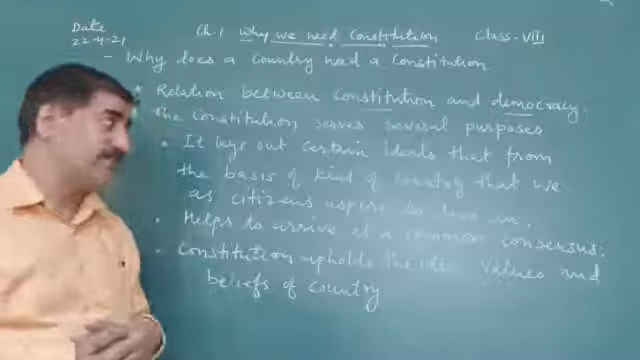 Date Ch.1 Why we need Constitution Class-VIII
22-4-21
- Why does a Country need a Constitution
Relation between Constitution and democracy.
The Constitution serves several purposes
• It lays out certain Ideals that from
the basis of kind of Country that we
as citizens aspire to live in.
• Helps to arrive at a common consensus.
• Constitution upholds the Values and
beliefs of Country